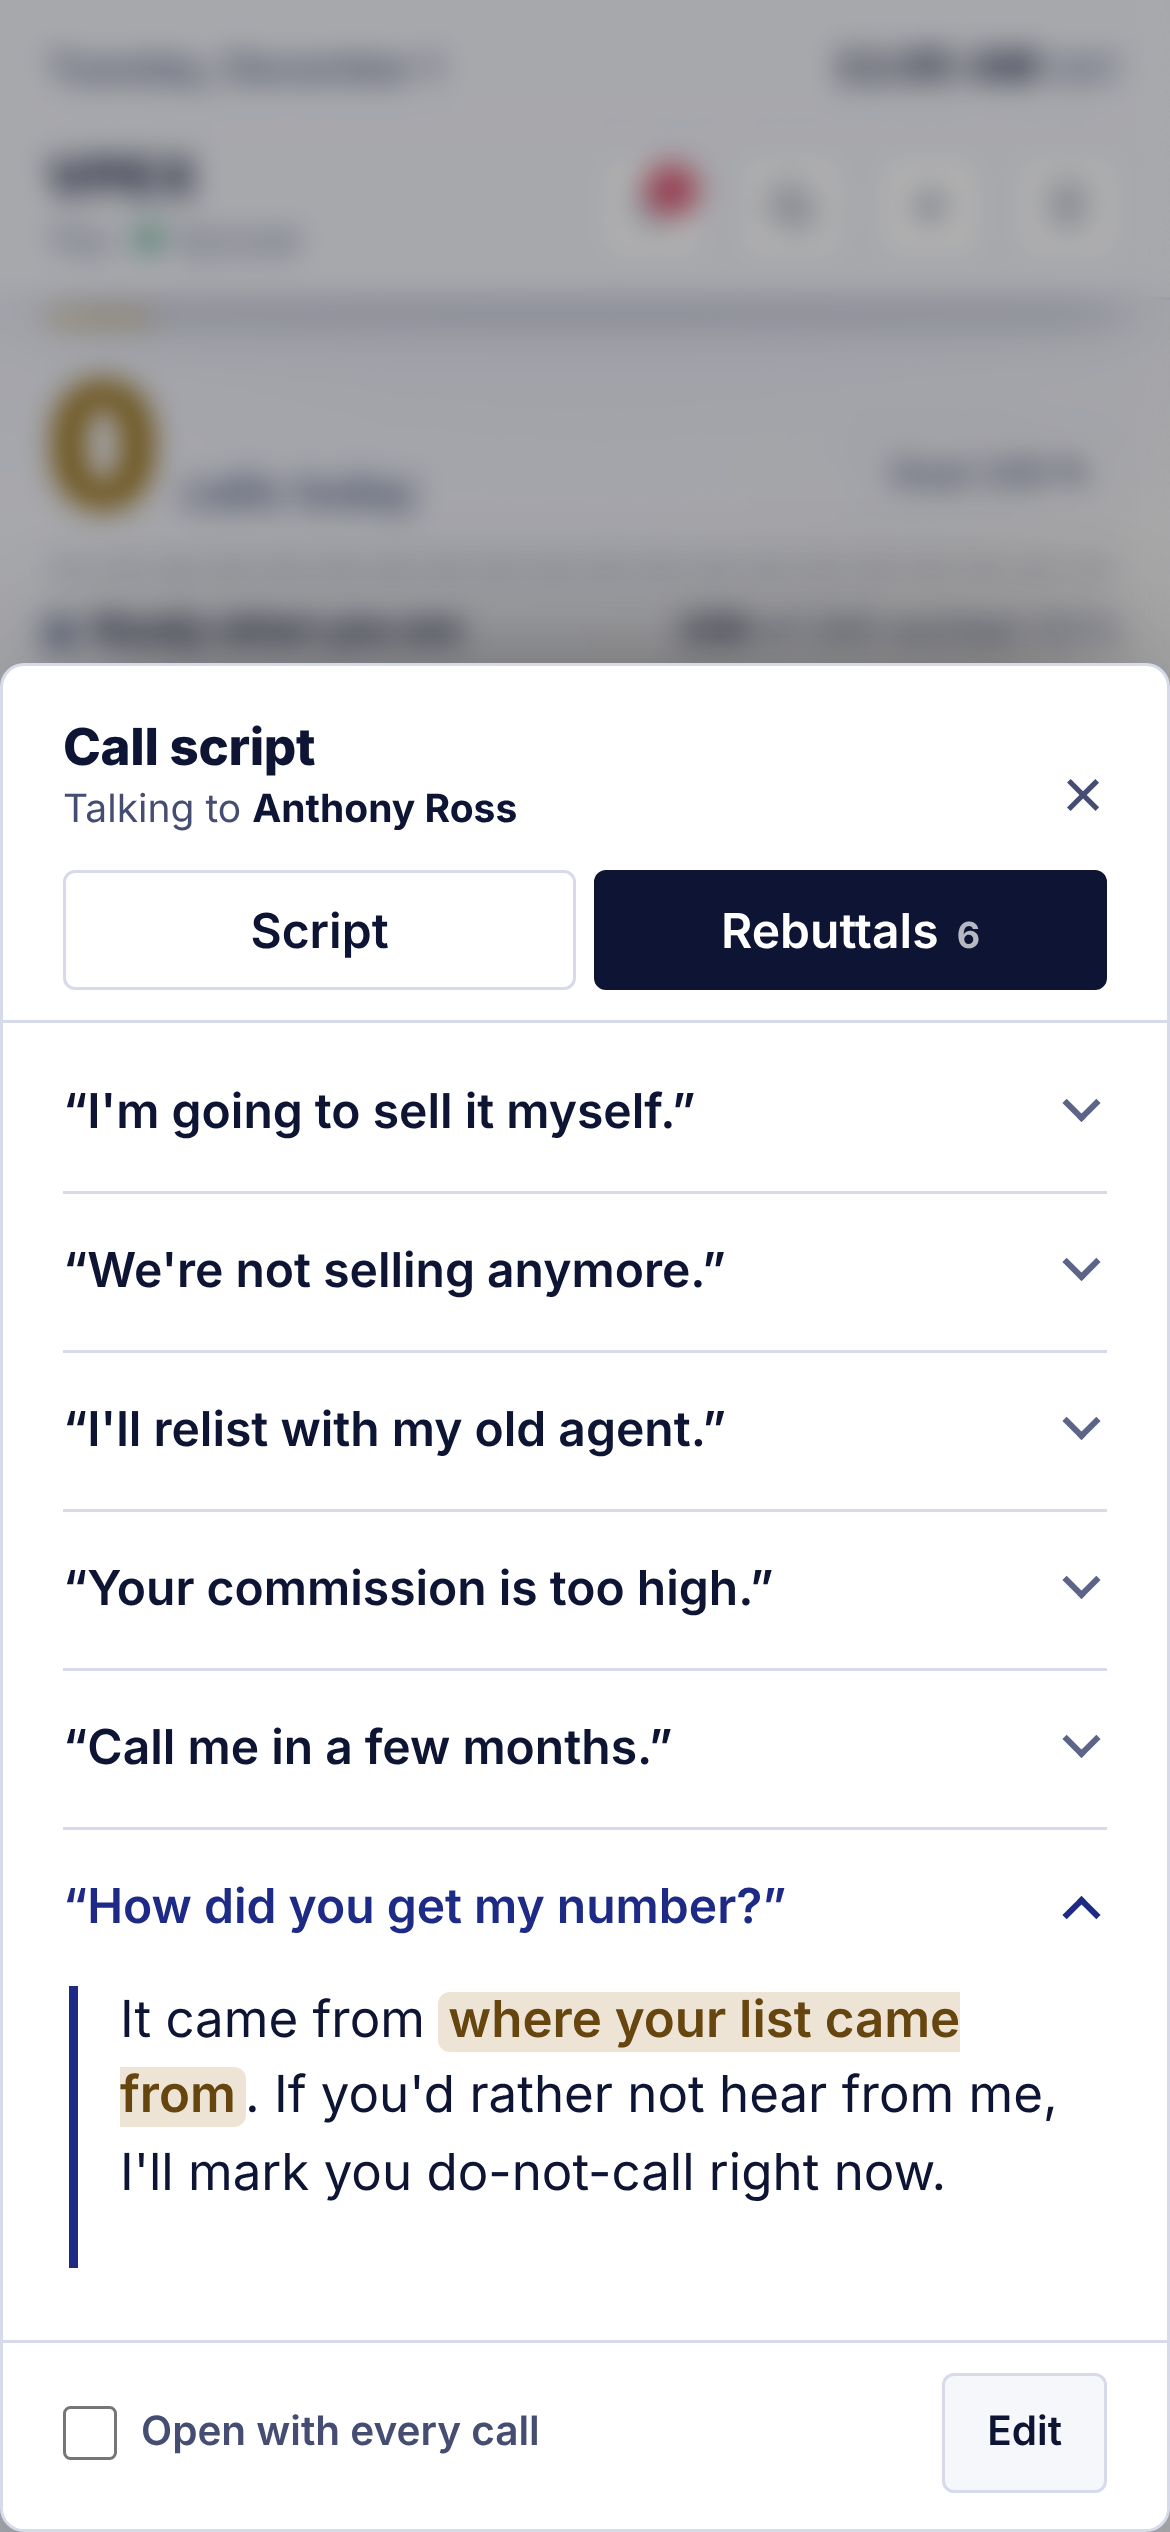 Call script
Talking to Anthony Ross
Script
Rebuttals 6
“I'm going to sell it myself.”
“We're not selling anymore.”
“I'll relist with my old agent.”
“Your commission is too high.”
“Call me in a few months.”
“How did you get my number?”
It came from where your list came
from. If you'd rather not hear from me,
I'll mark you do-not-call right now.
Open with every call
Edit